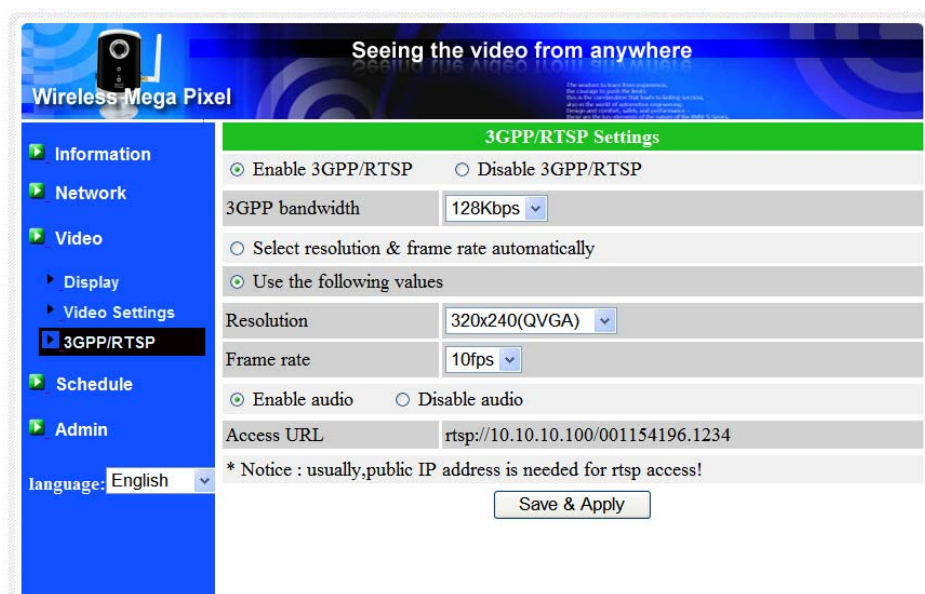 Seeing the video from anywhere
Wireless Mega Pixel
Information
Network
Video
Display
Video Settings
3GPP/RTSP
Schedule
Admin
language: English
3GPP/RTSP Settings
Enable 3GPP/RTSP Disable 3GPP/RTSP
3GPP bandwidth 128Kbps
Select resolution & frame rate automatically
Use the following values
Resolution 320x240(QVGA)
Frame rate 10fps
Enable audio Disable audio
Access URL rtsp://10.10.10.100/001154196.1234
* Notice : usually,public IP address is needed for rtsp access!
Save & Apply